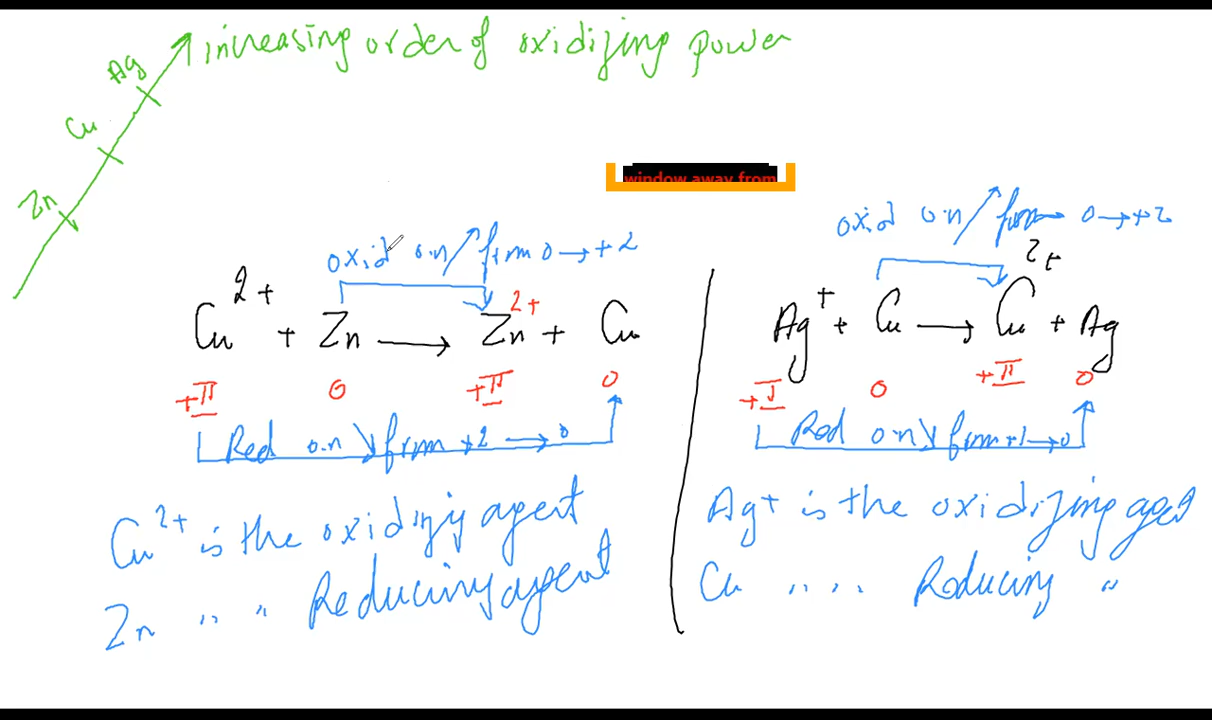 increasing order of oxidizing power
Ag
Cu
Zn
window away from
oxid o.n ↗ from 0 → +2
Cu²⁺ + Zn → Zn²⁺ + Cu
+II 0 +II 0
Red o.n ↘ from +2 → 0
Cu²⁺ is the oxidizig agent
Zn " " Reducing agent
oxid o.n ↗ from 0 → +2
Ag⁺ + Cu → Cu²⁺ + Ag
+I 0 +II 0
Red o.n ↘ from +1 → 0
Ag+ is the oxidizing aget
Cu " " Reducing "